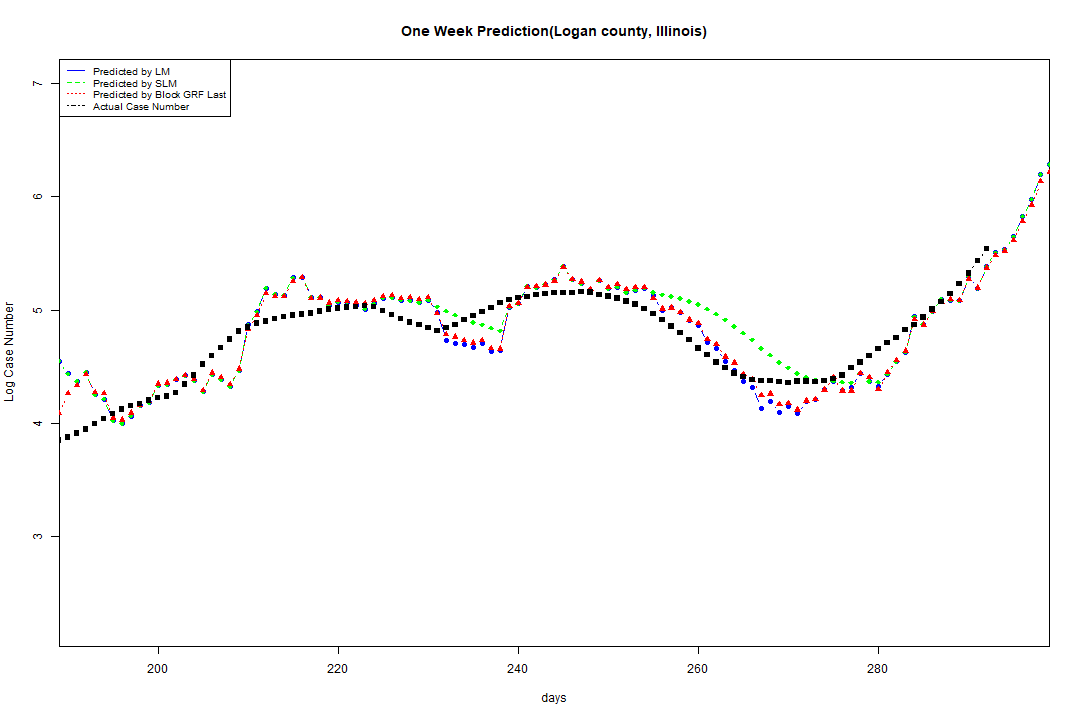 One Week Prediction(Logan county, Illinois)
Predicted by LM
Predicted by SLM
Predicted by Block GRF Last
Actual Case Number
7
6
5
4
3
Log Case Number
200 220 240 260 280
days